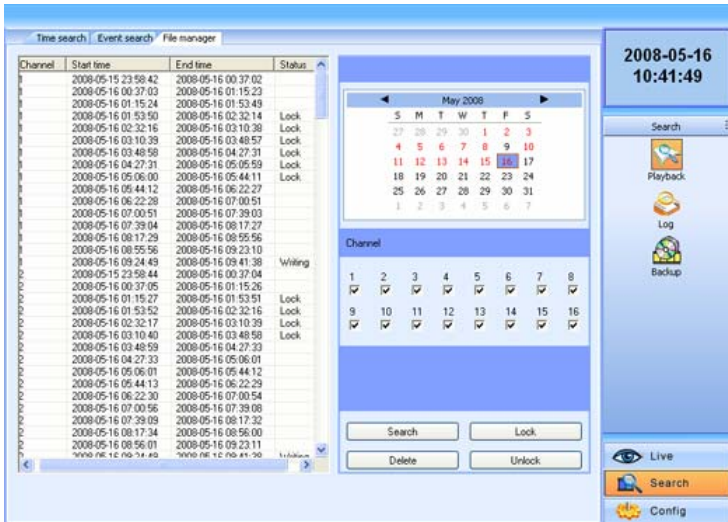 Time search Event search File manager
Channel Start time End time Status
1 2008-05-15 23:58:42 2008-05-16 00:37:02
1 2008-05-16 00:37:03 2008-05-16 01:15:23
1 2008-05-16 01:15:24 2008-05-16 01:53:49
1 2008-05-16 01:53:50 2008-05-16 02:32:14 Lock
1 2008-05-16 02:32:16 2008-05-16 03:10:38 Lock
1 2008-05-16 03:10:39 2008-05-16 03:48:57 Lock
1 2008-05-16 03:48:58 2008-05-16 04:27:31 Lock
1 2008-05-16 04:27:31 2008-05-16 05:05:59 Lock
1 2008-05-16 05:06:00 2008-05-16 05:44:11 Lock
1 2008-05-16 05:44:12 2008-05-16 06:22:27
1 2008-05-16 06:22:28 2008-05-16 07:00:51
1 2008-05-16 07:00:51 2008-05-16 07:39:03
1 2008-05-16 07:39:04 2008-05-16 08:17:27
1 2008-05-16 08:17:29 2008-05-16 08:55:56
1 2008-05-16 08:55:56 2008-05-16 09:23:10
1 2008-05-16 09:24:49 2008-05-16 09:41:38 Writing
2 2008-05-15 23:58:44 2008-05-16 00:37:04
2 2008-05-16 00:37:05 2008-05-16 01:15:26
2 2008-05-16 01:15:27 2008-05-16 01:53:51 Lock
2 2008-05-16 01:53:52 2008-05-16 02:32:16 Lock
2 2008-05-16 02:32:17 2008-05-16 03:10:39 Lock
2 2008-05-16 03:10:40 2008-05-16 03:48:58 Lock
2 2008-05-16 03:48:59 2008-05-16 04:27:33
2 2008-05-16 04:27:33 2008-05-16 05:06:01
2 2008-05-16 05:06:01 2008-05-16 05:44:12
2 2008-05-16 05:44:13 2008-05-16 06:22:29
2 2008-05-16 06:22:30 2008-05-16 07:00:54
2 2008-05-16 07:00:56 2008-05-16 07:39:08
2 2008-05-16 07:39:09 2008-05-16 08:17:32
2 2008-05-16 08:17:34 2008-05-16 08:56:00
2 2008-05-16 08:56:01 2008-05-16 09:23:11
2 2008-05-16 09:24:49 2008-05-16 09:41:38 Writing
May 2008
S M T W T F S
27 28 29 30 1 2 3
4 5 6 7 8 9 10
11 12 13 14 15 16 17
18 19 20 21 22 23 24
25 26 27 28 29 30 31
1 2 3 4 5 6 7
Channel
1 2 3 4 5 6 7 8
9 10 11 12 13 14 15 16
Search Lock
Delete Unlock
2008-05-16
10:41:49
Search
Playback
Log
Backup
Live
Search
Config